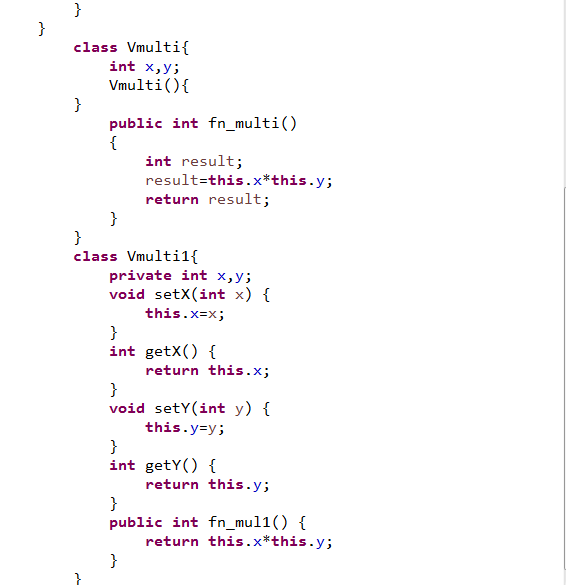 }
    }
        class Vmulti{
            int x,y;
            Vmulti(){
        }
            public int fn_multi()
            {
                int result;
                result=this.x*this.y;
                return result;
            }
        }
        class Vmulti1{
            private int x,y;
            void setX(int x) {
                this.x=x;
            }
            int getX() {
                return this.x;
            }
            void setY(int y) {
                this.y=y;
            }
            int getY() {
                return this.y;
            }
            public int fn_mul1() {
                return this.x*this.y;
            }
        }